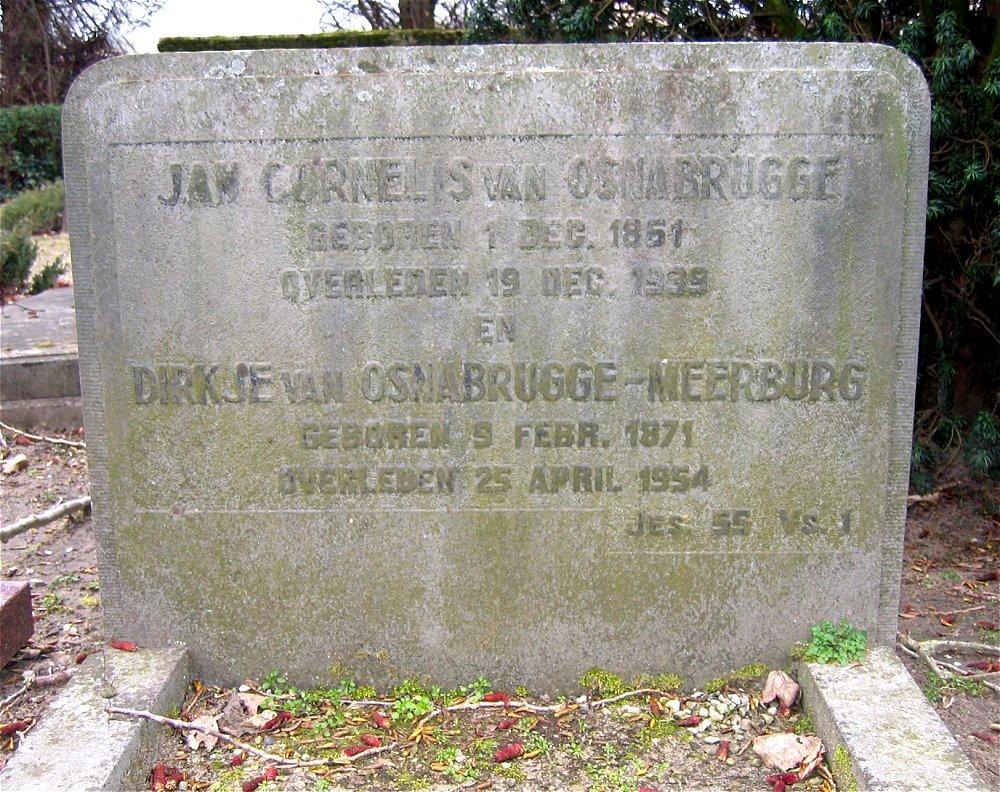 JAN CORNELIS VAN OSNABRUGGE
GEBOREN 1 DEC. 1861
OVERLEDEN 19 DEC. 1939
EN
DIRKJE VAN OSNABRUGGE-MEERBURG
GEBOREN 9 FEBR. 1871
OVERLEDEN 25 APRIL 1954
JES. 55 Vs. 1